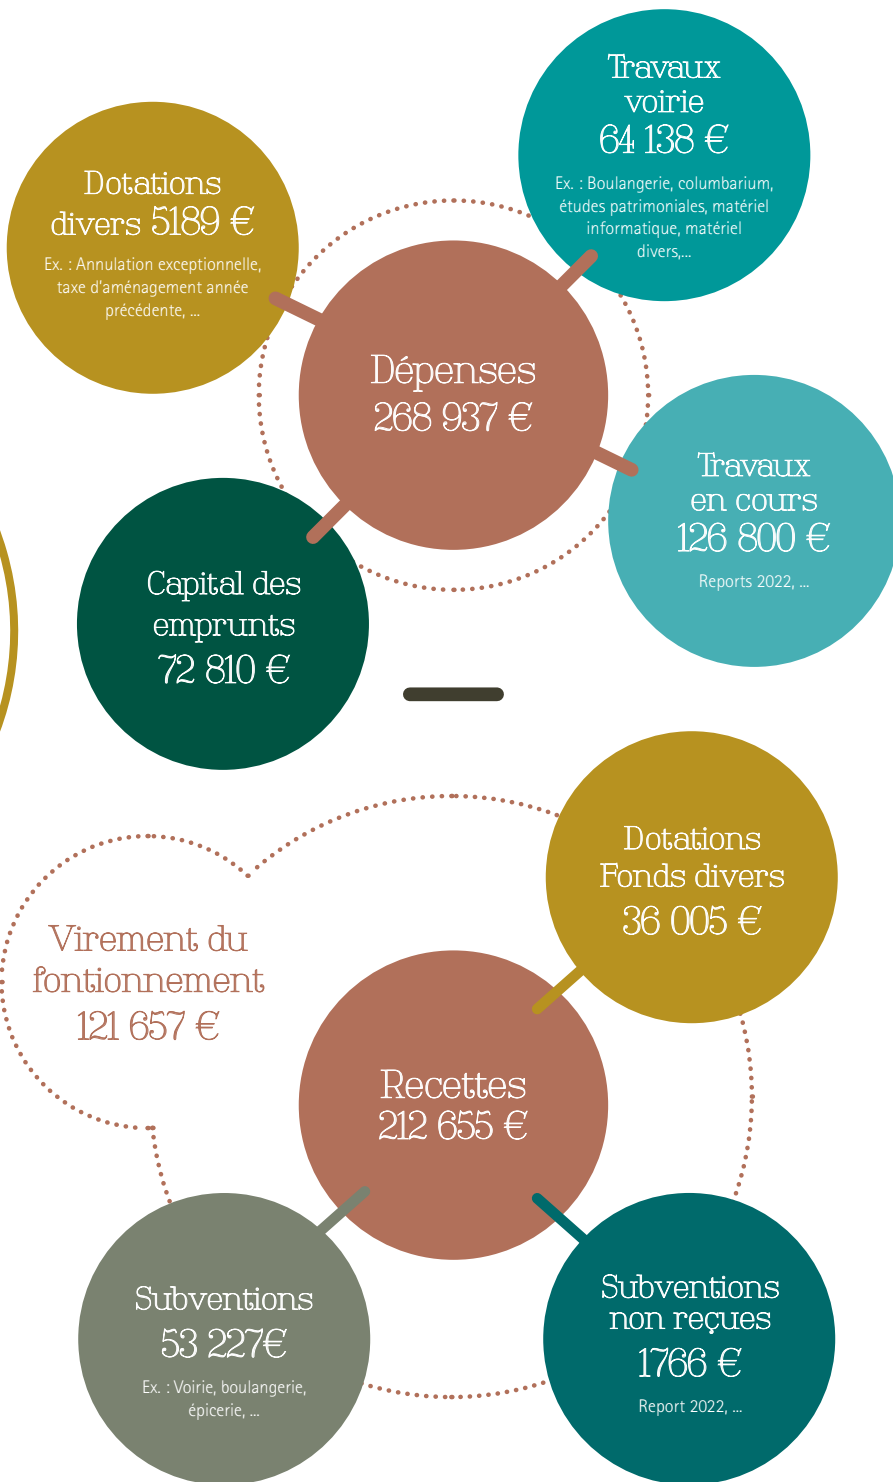 Travaux
voirie
64 138 €
Ex. : Boulangerie, columbarium,
études patrimoniales, matériel
informatique, matériel
divers,...
Dotations
divers 5189 €
Ex. : Annulation exceptionnelle,
taxe d'aménagement année
précédente, ...
Dépenses
268 937 €
Travaux
en cours
126 800 €
Reports 2022, ...
Capital des
emprunts
72 810 €
Dotations
Fonds divers
36 005 €
Virement du
fontionnement
121 657 €
Recettes
212 655 €
Subventions
53 227€
Ex. : Voirie, boulangerie,
épicerie, ...
Subventions
non reçues
1766 €
Report 2022, ...